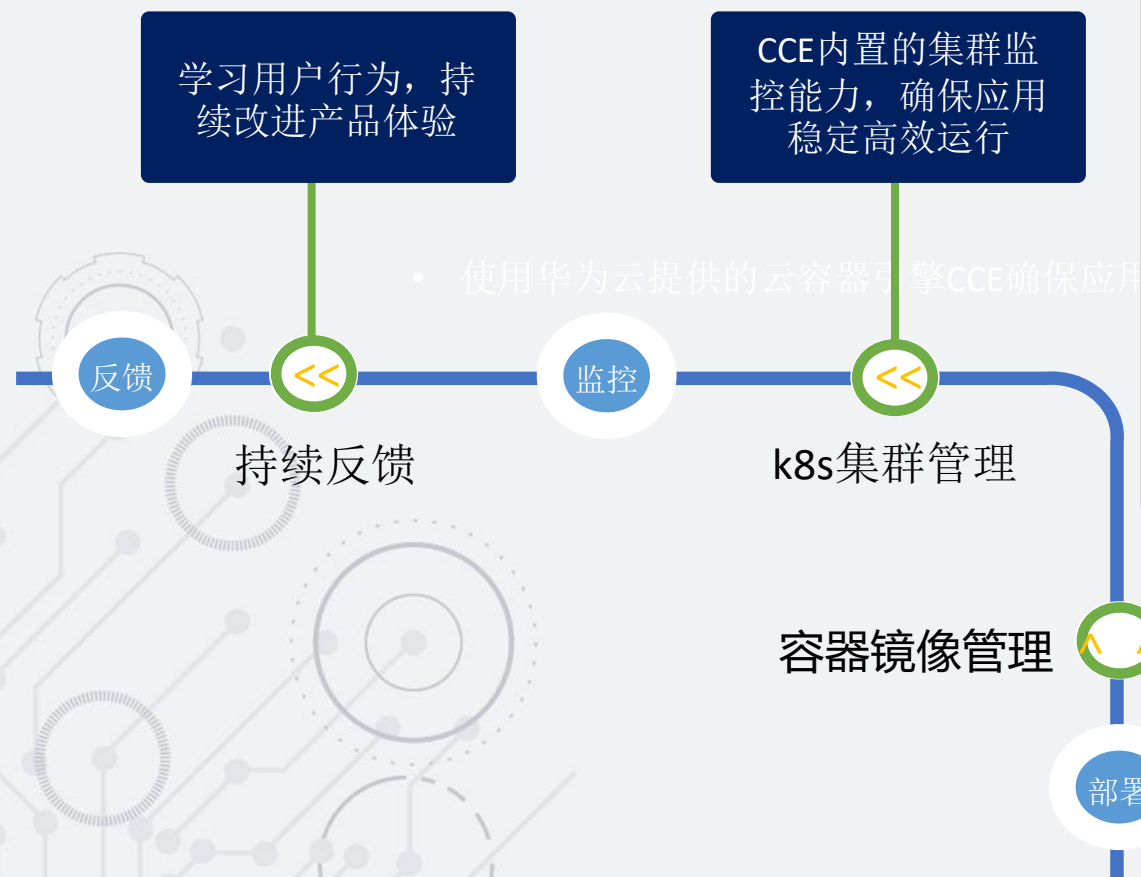 学习用户行为，持
续改进产品体验
CCE内置的集群监
控能力，确保应用
稳定高效运行
• 使用华为云提供的云容器引擎CCE确保应用
反馈
<<
监控
<<
持续反馈
k8s集群管理
容器镜像管理
部署